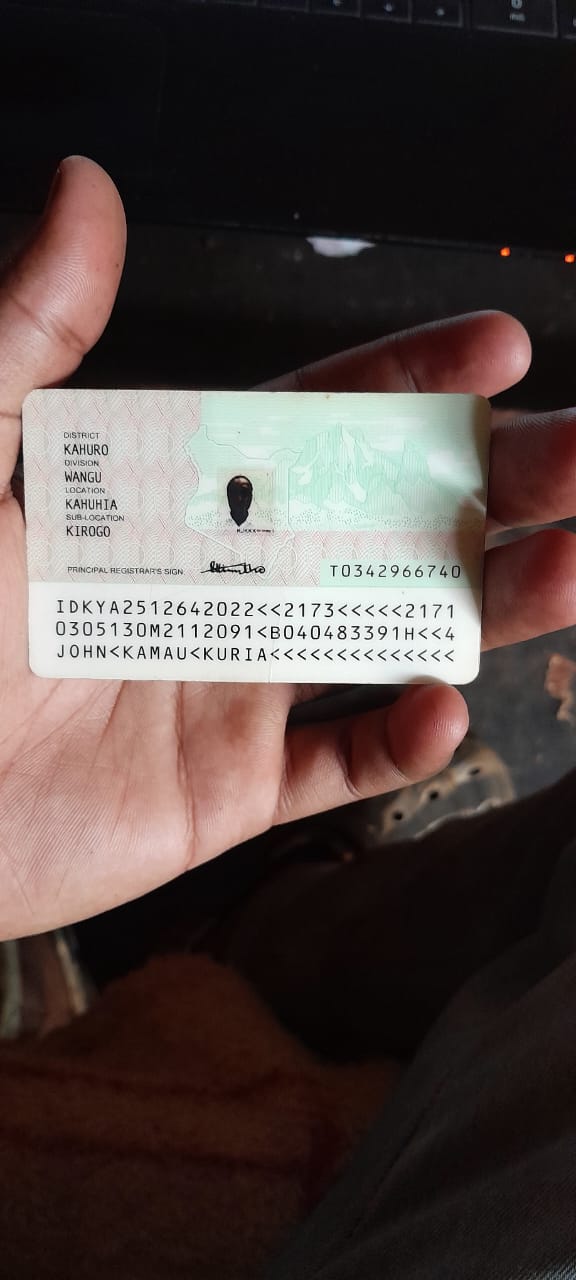 DISTRICT
KAHURO
DIVISION
WANGU
LOCATION
KAHUHIA
SUB-LOCATION
KIROGO
PRINCIPAL REGISTRAR'S SIGN.
T0342966740
IDKYA2512642022<<2173<<<<<2171
0305130M2112091<B040483391H<<4
JOHN<KAMAU<KURIA<<<<<<<<<<<<<<